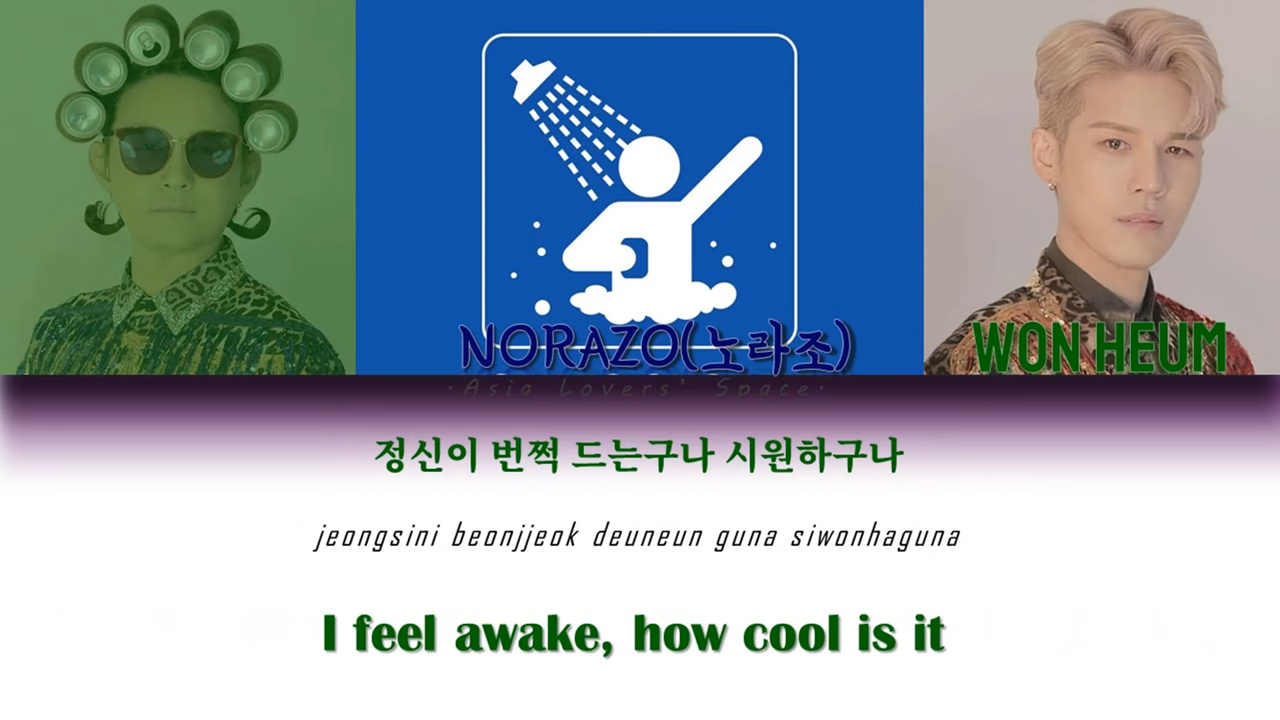 NORAZO(노라조)
WON HEUM
·Asia Lovers' Space·
정신이 번쩍 드는구나 시원하구나
jeongsini beonjjeok deuneun guna siwonhaguna
I feel awake, how cool is it